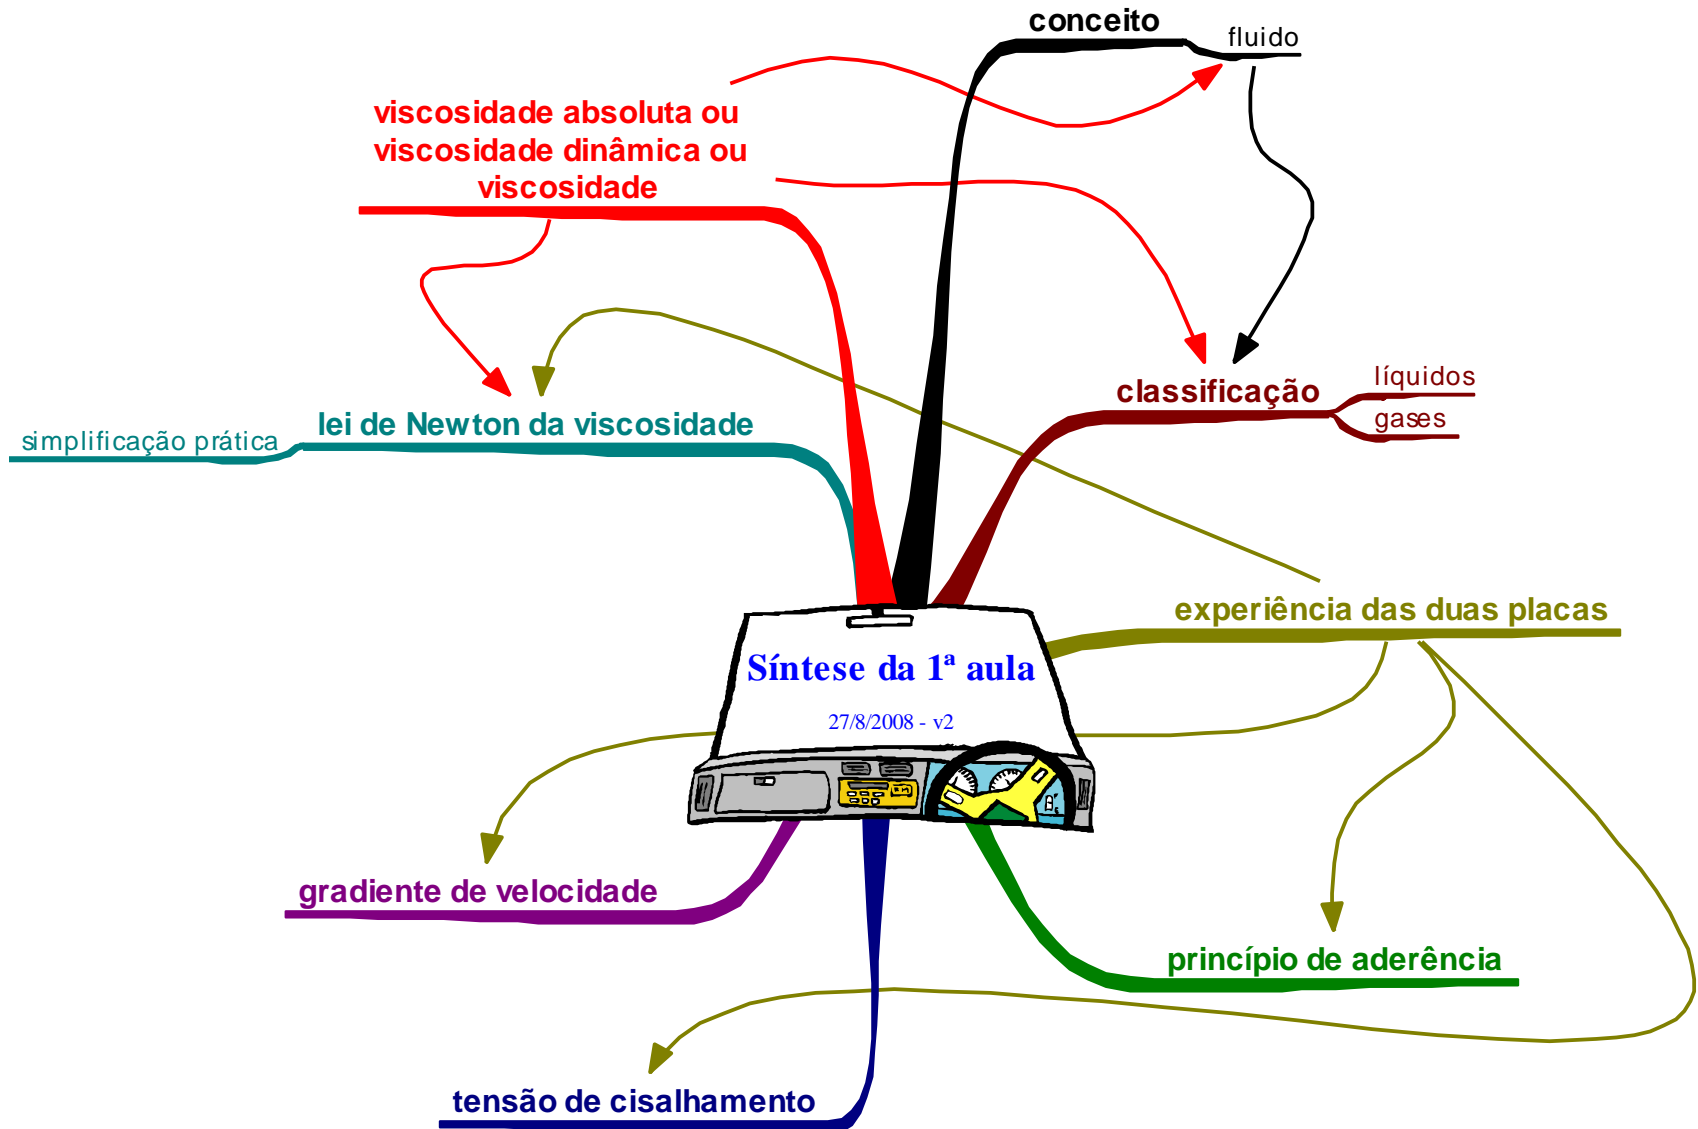 conceito
fluido
viscosidade absoluta ou
viscosidade dinâmica ou
viscosidade
classificação
líquidos
gases
lei de Newton da viscosidade
simplificação prática
experiência das duas placas
Síntese da 1ª aula
27/8/2008 - v2
gradiente de velocidade
princípio de aderência
tensão de cisalhamento